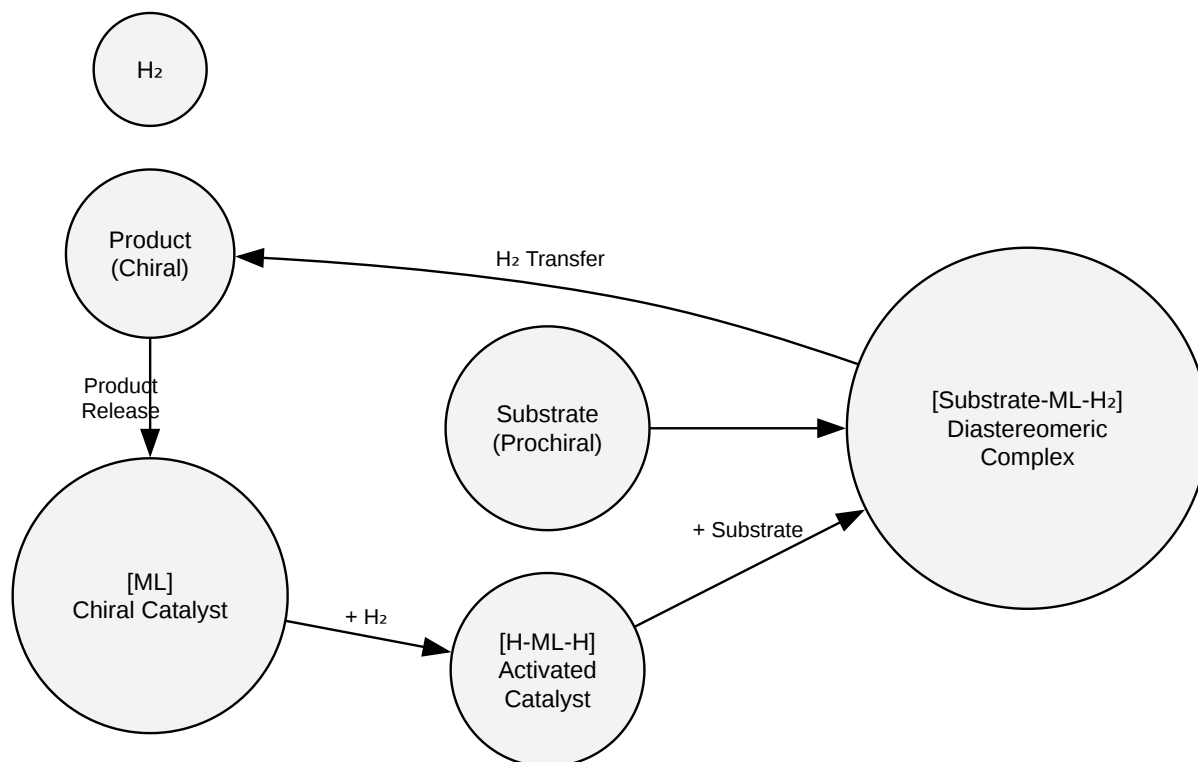 H₂
Product
(Chiral)
H₂ Transfer
Product
Release
Substrate
(Prochiral)
[Substrate-ML-H₂]
Diastereomeric
Complex
+ Substrate
[ML]
Chiral Catalyst
+ H₂
[H-ML-H]
Activated
Catalyst